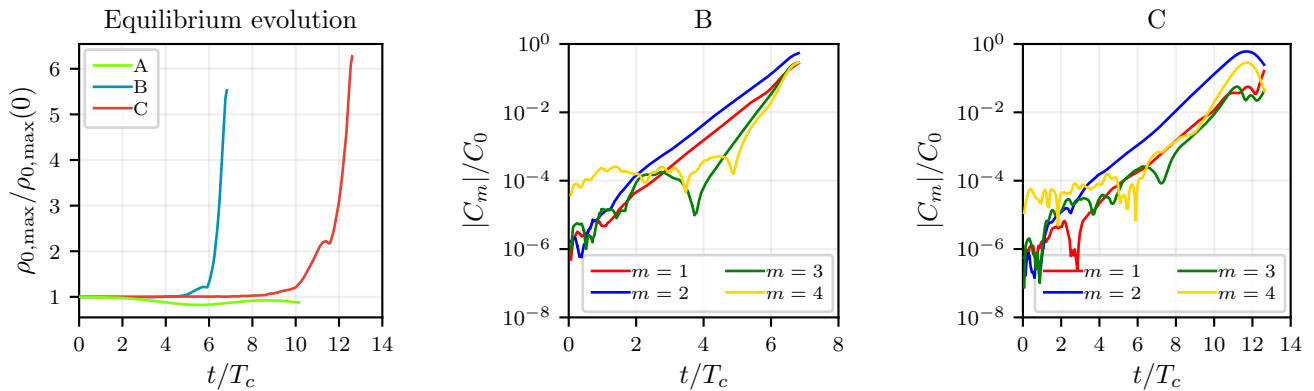 Equilibrium evolution
ρ0,max/ρ0,max(0)
6
5
4
3
2
1
A
B
C
0 2 4 6 8 10 12 14
t/Tc
B
|Cm|/C0
10^0
10^−2
10^−4
10^−6
10^−8
m = 1 m = 3
m = 2 m = 4
0 2 4 6 8
t/Tc
C
|Cm|/C0
10^0
10^−2
10^−4
10^−6
10^−8
m = 1 m = 3
m = 2 m = 4
0 2 4 6 8 10 12 14
t/Tc